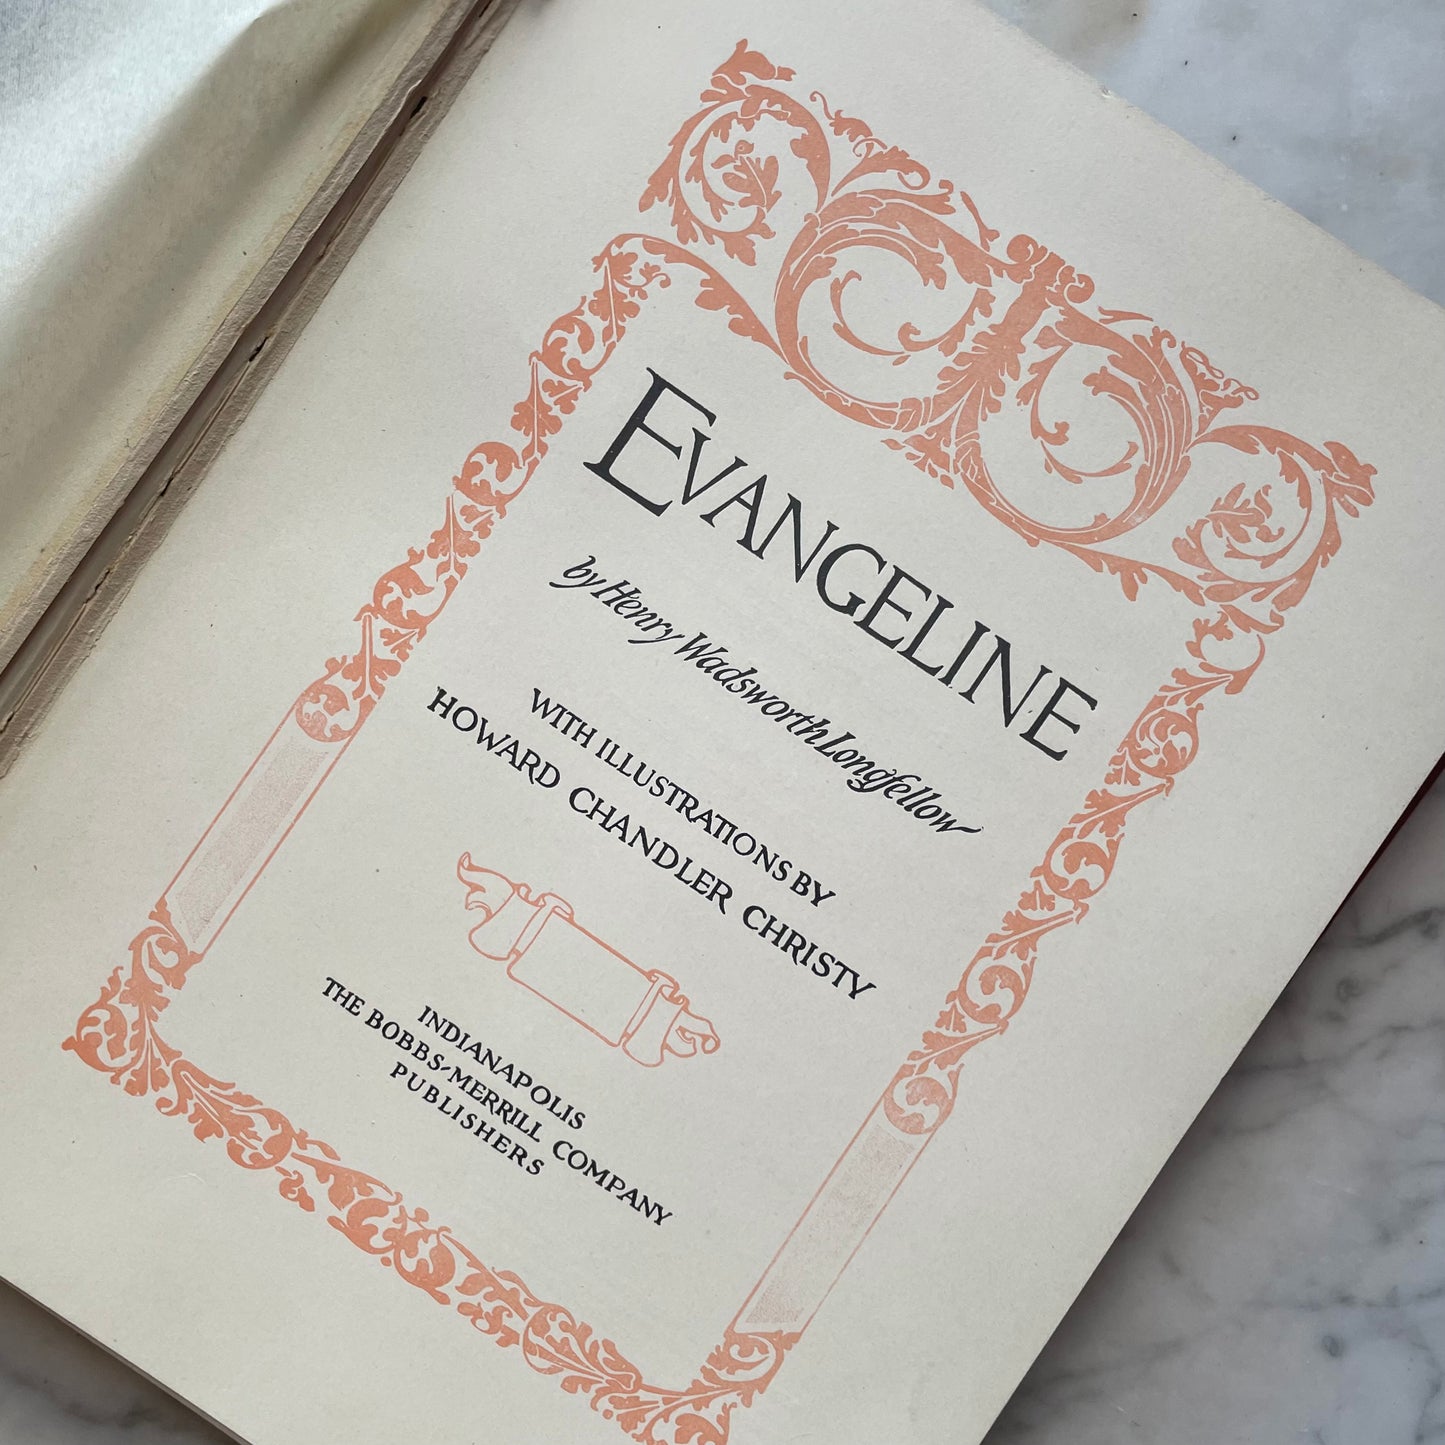 EVANGELINE
by Henry Wadsworth Longfellow
WITH ILLUSTRATIONS BY
HOWARD CHANDLER CHRISTY
INDIANAPOLIS
THE BOBBS-MERRILL COMPANY
PUBLISHERS